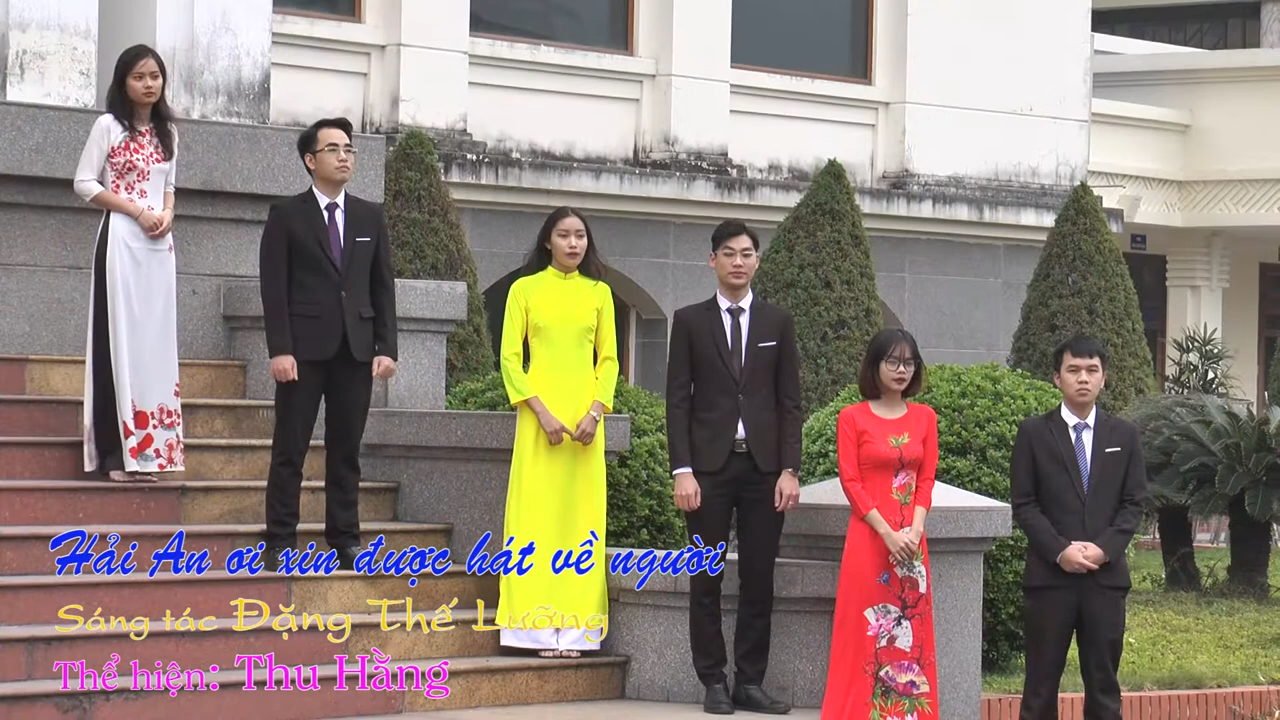 Hải An ơi xin được hát về người
Sáng tác Đặng Thế Lưỡng
Thể hiện: Thu Hằng